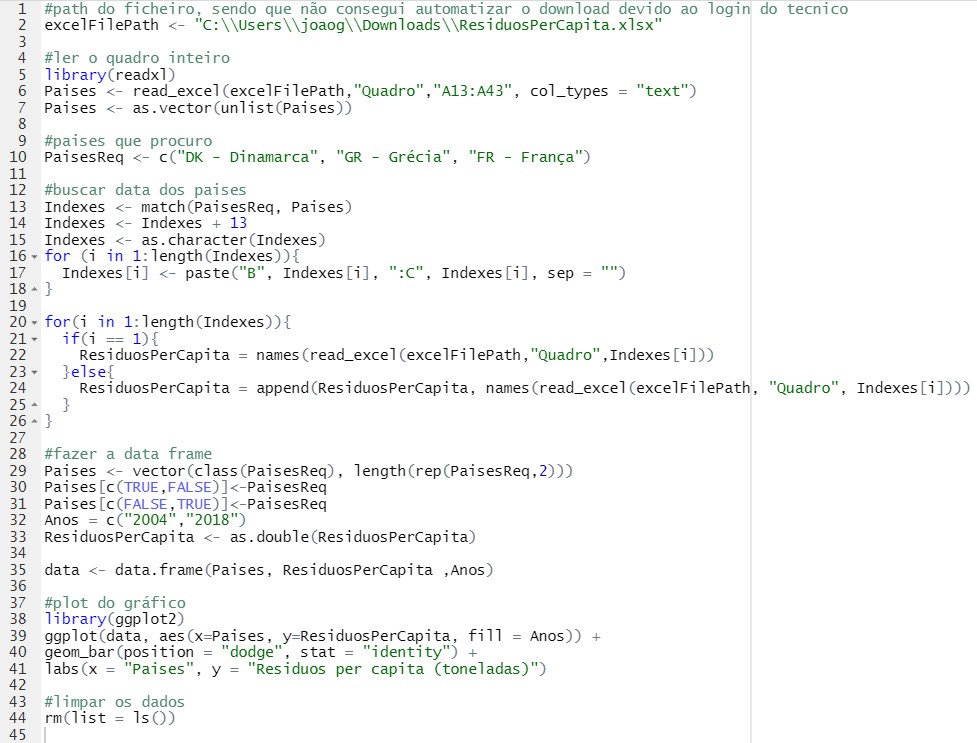 1 #path do ficheiro, sendo que não consegui automatizar o download devido ao login do tecnico
2 excelFilePath <- "C:\\Users\\joaog\\Downloads\\ResiduosPerCapita.xlsx"
3
4 #ler o quadro inteiro
5 library(readxl)
6 Paises <- read_excel(excelFilePath,"Quadro","A13:A43", col_types = "text")
7 Paises <- as.vector(unlist(Paises))
8
9 #paises que procuro
10 PaisesReq <- c("DK - Dinamarca", "GR - Grécia", "FR - França")
11
12 #buscar data dos paises
13 Indexes <- match(PaisesReq, Paises)
14 Indexes <- Indexes + 13
15 Indexes <- as.character(Indexes)
16 for (i in 1:length(Indexes)){
17   Indexes[i] <- paste("B", Indexes[i], ":C", Indexes[i], sep = "")
18 }
19
20 for(i in 1:length(Indexes)){
21   if(i == 1){
22     ResiduosPerCapita = names(read_excel(excelFilePath,"Quadro",Indexes[i]))
23   }else{
24     ResiduosPerCapita = append(ResiduosPerCapita, names(read_excel(excelFilePath, "Quadro", Indexes[i])))
25   }
26 }
27
28 #fazer a data frame
29 Paises <- vector(class(PaisesReq), length(rep(PaisesReq,2)))
30 Paises[c(TRUE,FALSE)]<-PaisesReq
31 Paises[c(FALSE,TRUE)]<-PaisesReq
32 Anos = c("2004","2018")
33 ResiduosPerCapita <- as.double(ResiduosPerCapita)
34
35 data <- data.frame(Paises, ResiduosPerCapita ,Anos)
36
37 #plot do gráfico
38 library(ggplot2)
39 ggplot(data, aes(x=Paises, y=ResiduosPerCapita, fill = Anos)) +
40 geom_bar(position = "dodge", stat = "identity") +
41 labs(x = "Paises", y = "Residuos per capita (toneladas)")
42
43 #limpar os dados
44 rm(list = ls())
45